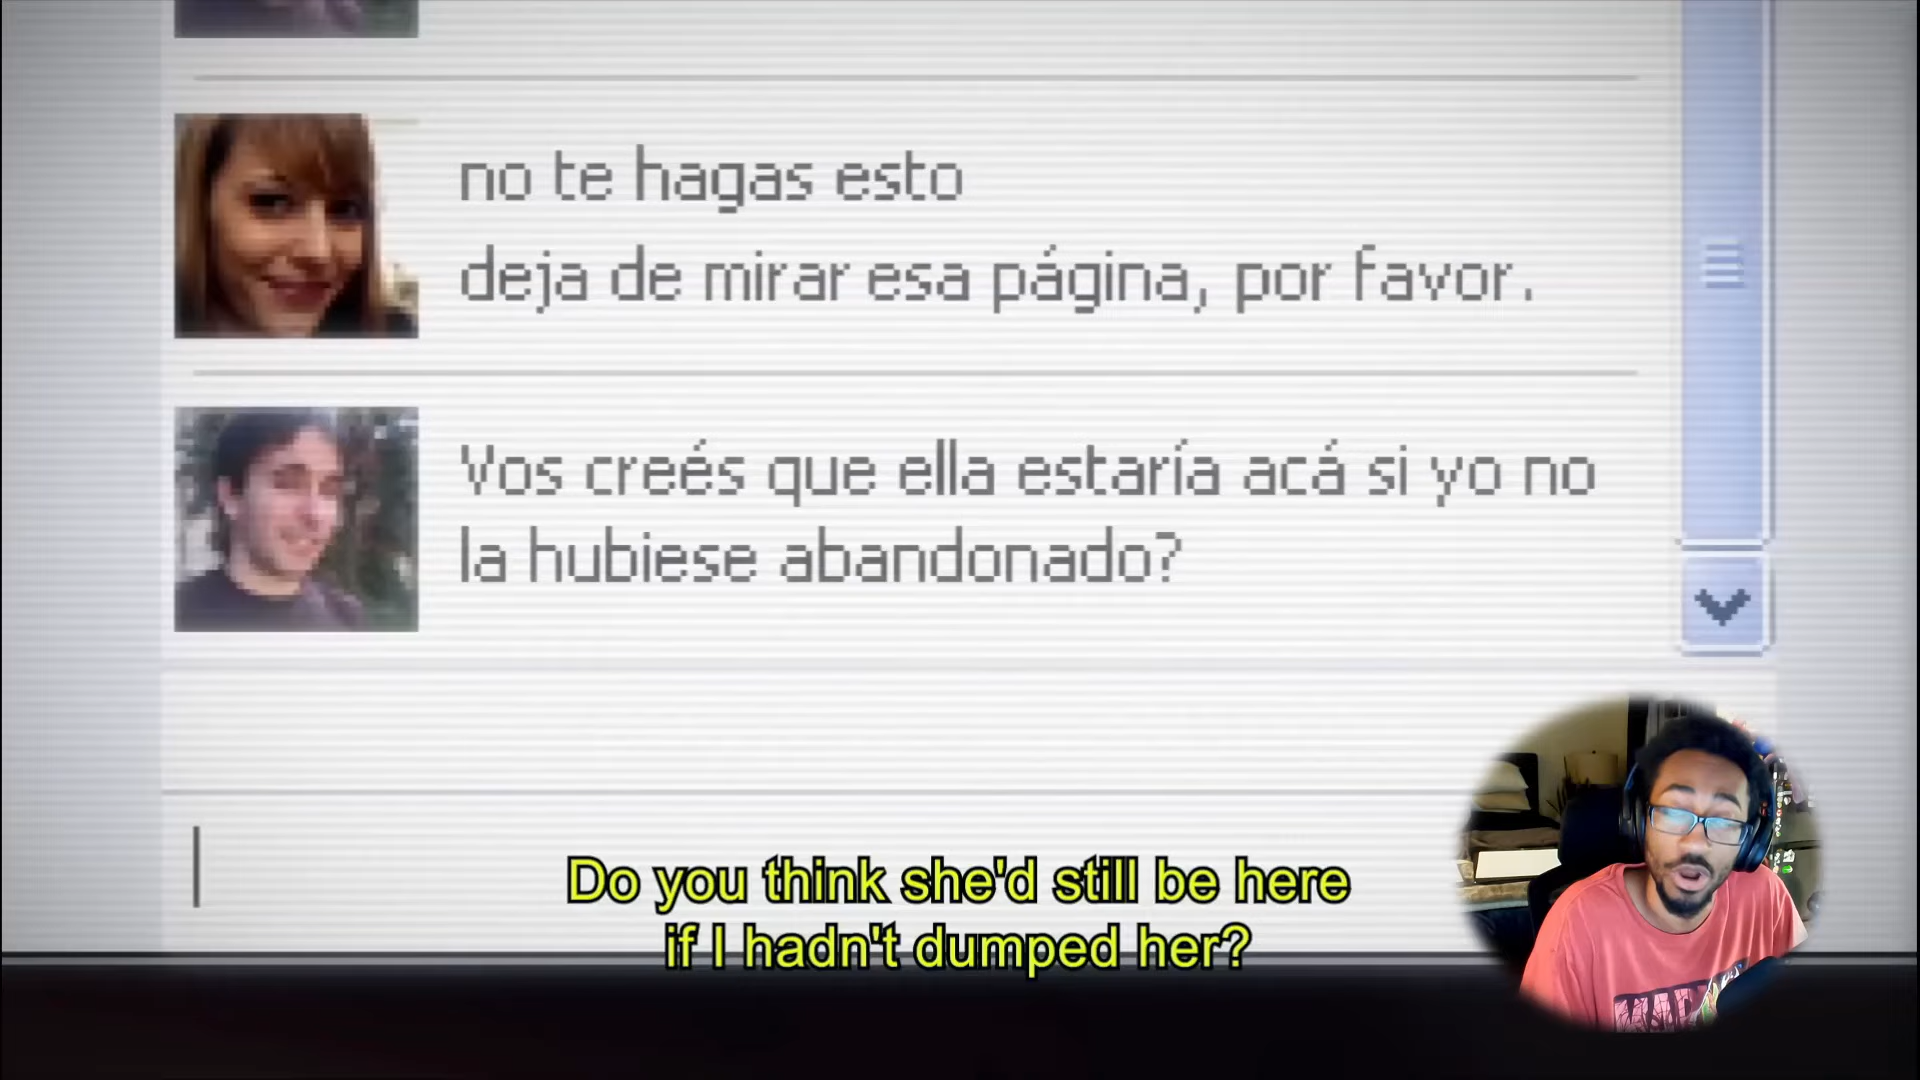 no te hagas esto
deja de mirar esa página, por favor.
Vos creés que ella estaría acá si yo no
la hubiese abandonado?
Do you think she'd still be here
if I hadn't dumped her?